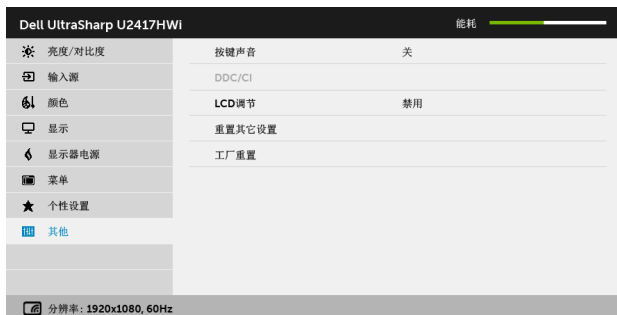 Dell UltraSharp U2417HWi
能耗
亮度/对比度
按键声音 关
输入源
DDC/CI
颜色
LCD调节 禁用
显示
重置其它设置
显示器电源
工厂重置
菜单
个性设置
其他
分辨率: 1920x1080, 60Hz